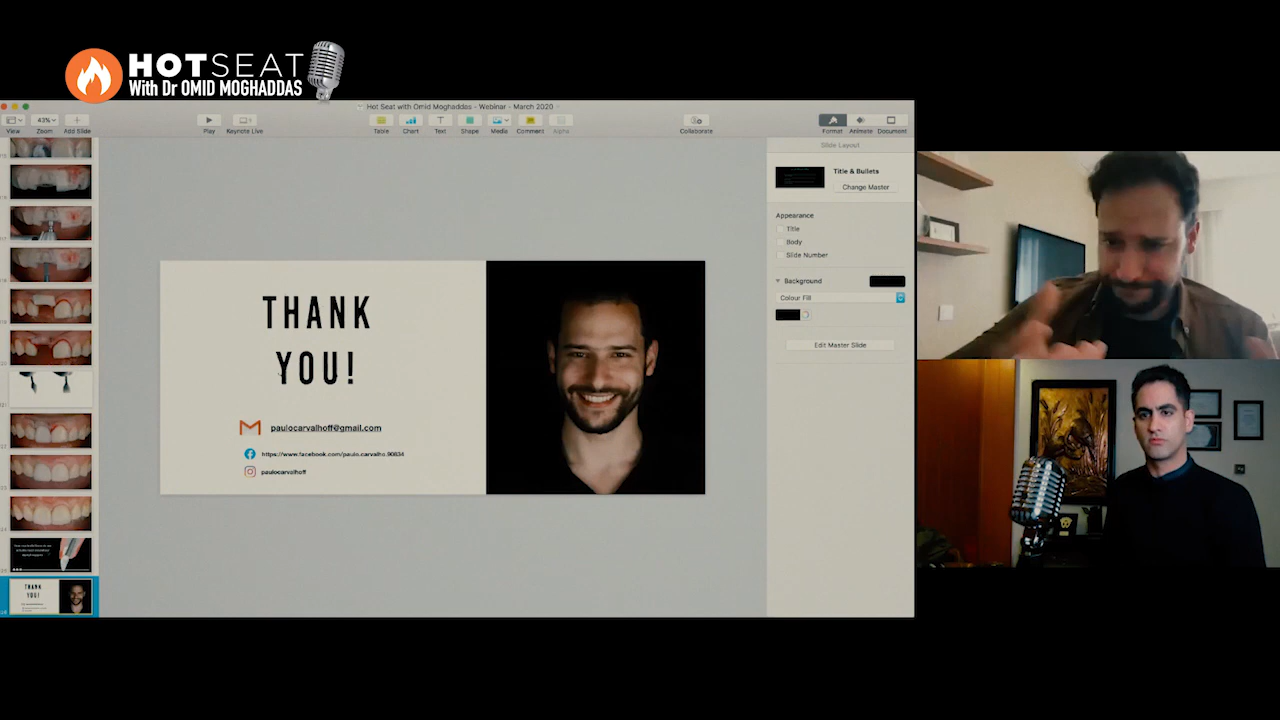 HOTSEAT
With Dr OMID MOGHADDAS
Hot Seat with Omid Moghaddas - Webinar - March 2020
43%
View
Zoom
Add Slide
Play
Keynote Live
Table
Chart
Text
Shape
Media
Comment
Alpha
Collaborate
Format
Animate
Document
Slide Layout
Title & Bullets
Change Master
Appearance
Title
Body
Slide Number
Background
Colour Fill
Edit Master Slide
THANK
YOU!
paulocarvalhoff@gmail.com
https://www.facebook.com/paulo.carvalho.90834
paulocarvalhoff
THANK
YOU!